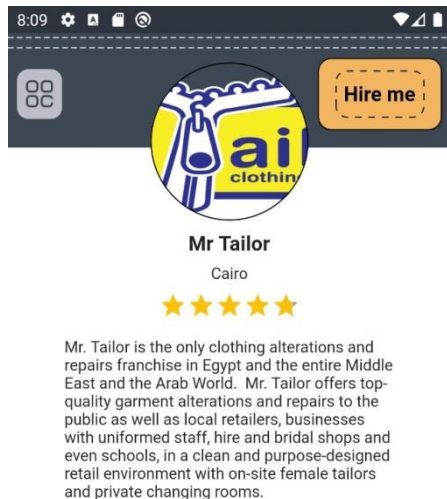 8:09
Hire me
ail
clothing
Mr Tailor
Cairo
Mr. Tailor is the only clothing alterations and
repairs franchise in Egypt and the entire Middle
East and the Arab World. Mr. Tailor offers top-
quality garment alterations and repairs to the
public as well as local retailers, businesses
with uniformed staff, hire and bridal shops and
even schools, in a clean and purpose-designed
retail environment with on-site female tailors
and private changing rooms.